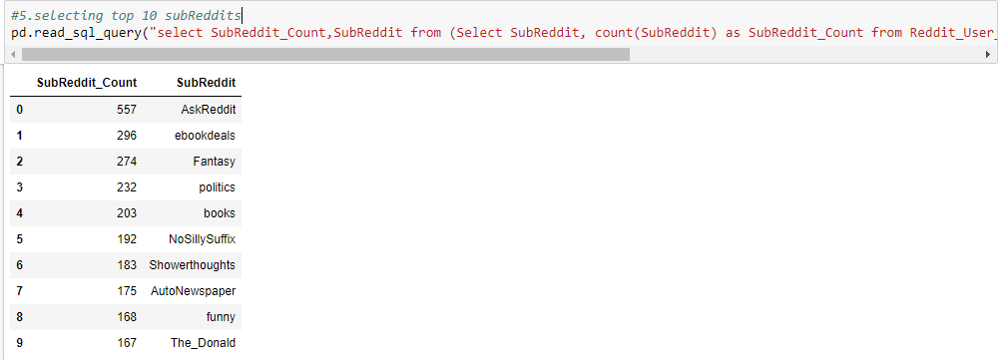 #5.selecting top 10 subReddits
pd.read_sql_query("select SubReddit_Count,SubReddit from (Select SubReddit, count(SubReddit) as SubReddit_Count from Reddit_User_
SubReddit_Count SubReddit
0 557 AskReddit
1 296 ebookdeals
2 274 Fantasy
3 232 politics
4 203 books
5 192 NoSillySuffix
6 183 Showerthoughts
7 175 AutoNewspaper
8 168 funny
9 167 The_Donald